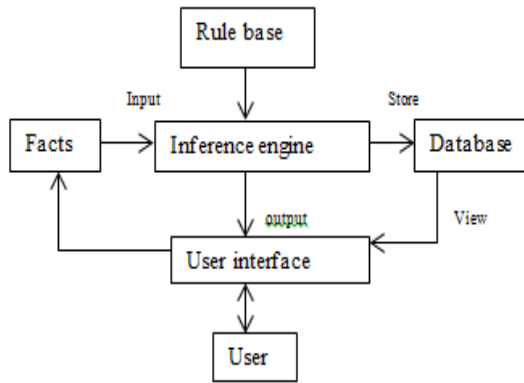 Rule base
Input
Store
Facts
Inference engine
Database
output
View
User interface
User